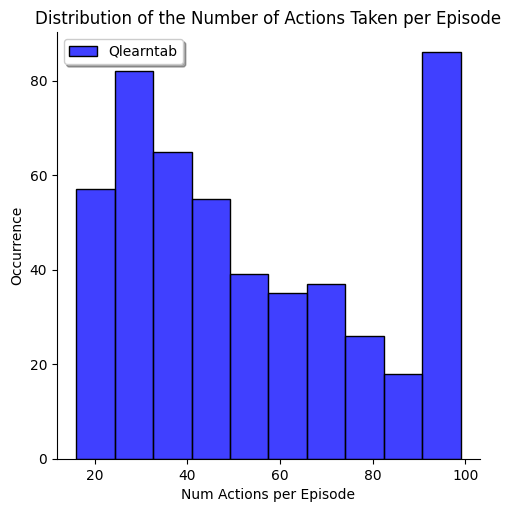 Distribution of the Number of Actions Taken per Episode
Qlearntab
80
60
40
20
0
Occurrence
20 40 60 80 100
Num Actions per Episode